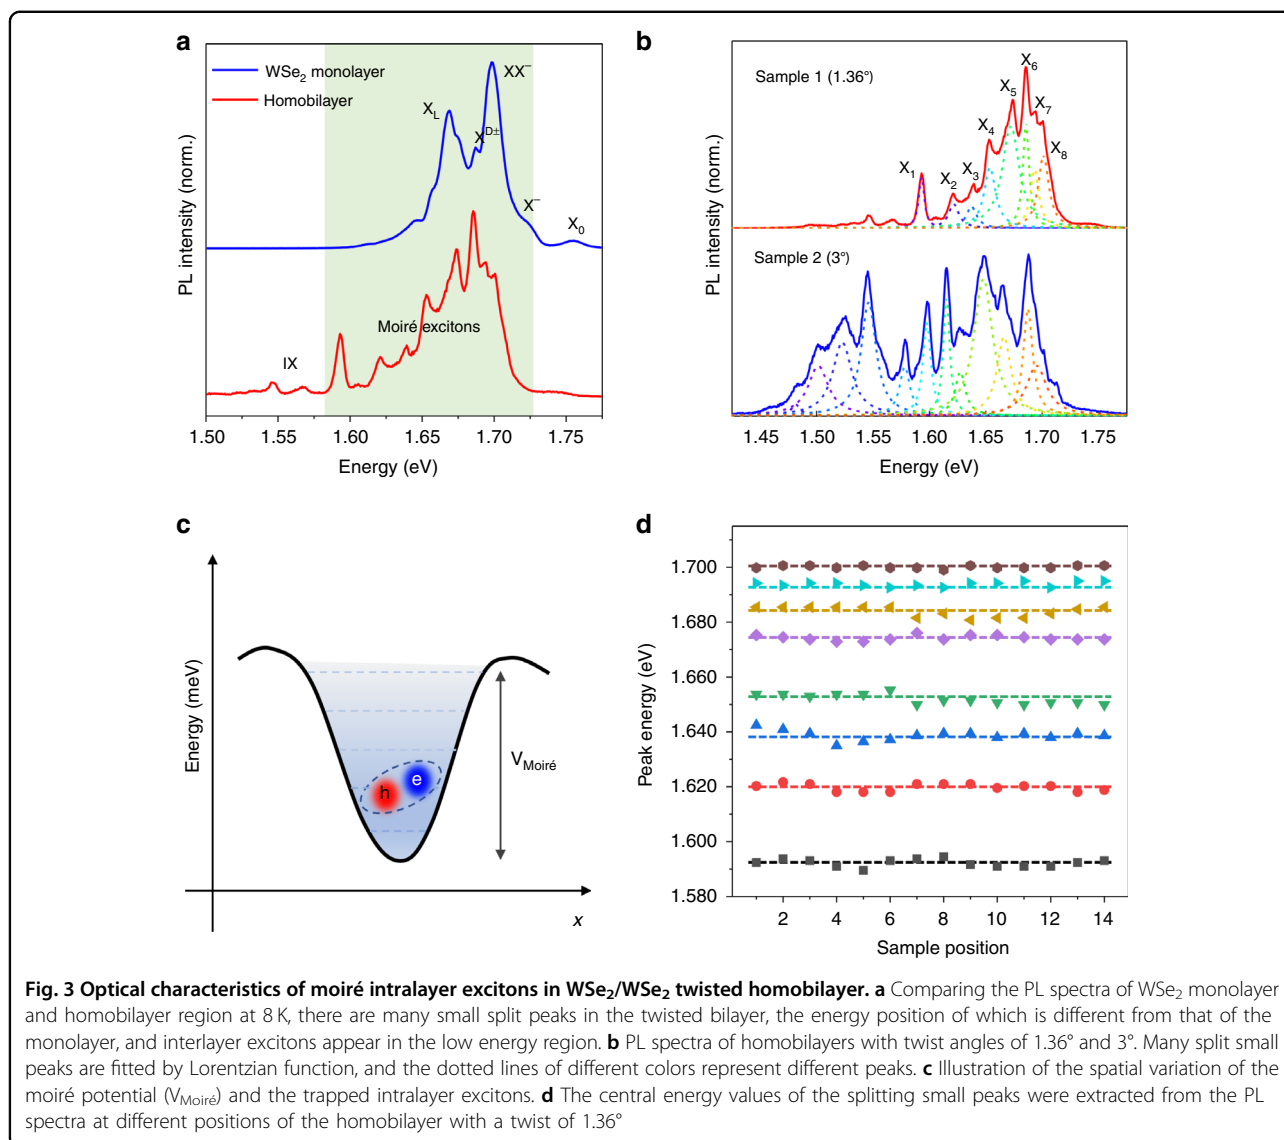 a
WSe₂ monolayer
Homobilayer
XX⁻
X_L
X^D±
X⁻
X₀
Moiré excitons
IX
PL intensity (norm.)
1.50 1.55 1.60 1.65 1.70 1.75
Energy (eV)
b
Sample 1 (1.36°)
X₁
X₂
X₃
X₄
X₅
X₆
X₇
X₈
Sample 2 (3°)
PL intensity (norm.)
1.45 1.50 1.55 1.60 1.65 1.70 1.75
Energy (eV)
c
Energy (meV)
V_Moiré
h
e
x
d
Peak energy (eV)
1.700
1.680
1.660
1.640
1.620
1.600
1.580
2 4 6 8 10 12 14
Sample position
Fig. 3 Optical characteristics of moiré intralayer excitons in WSe₂/WSe₂ twisted homobilayer. a Comparing the PL spectra of WSe₂ monolayer
and homobilayer region at 8 K, there are many small split peaks in the twisted bilayer, the energy position of which is different from that of the
monolayer, and interlayer excitons appear in the low energy region. b PL spectra of homobilayers with twist angles of 1.36° and 3°. Many split small
peaks are fitted by Lorentzian function, and the dotted lines of different colors represent different peaks. c Illustration of the spatial variation of the
moiré potential (V_Moiré) and the trapped intralayer excitons. d The central energy values of the splitting small peaks were extracted from the PL
spectra at different positions of the homobilayer with a twist of 1.36°